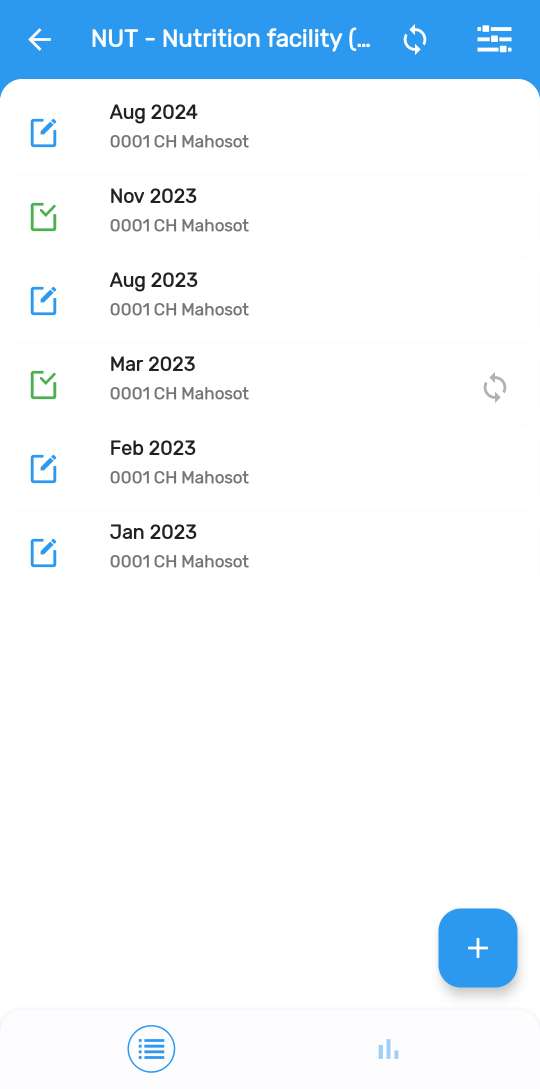 NUT - Nutrition facility (...
Aug 2024
0001 CH Mahosot
Nov 2023
0001 CH Mahosot
Aug 2023
0001 CH Mahosot
Mar 2023
0001 CH Mahosot
Feb 2023
0001 CH Mahosot
Jan 2023
0001 CH Mahosot